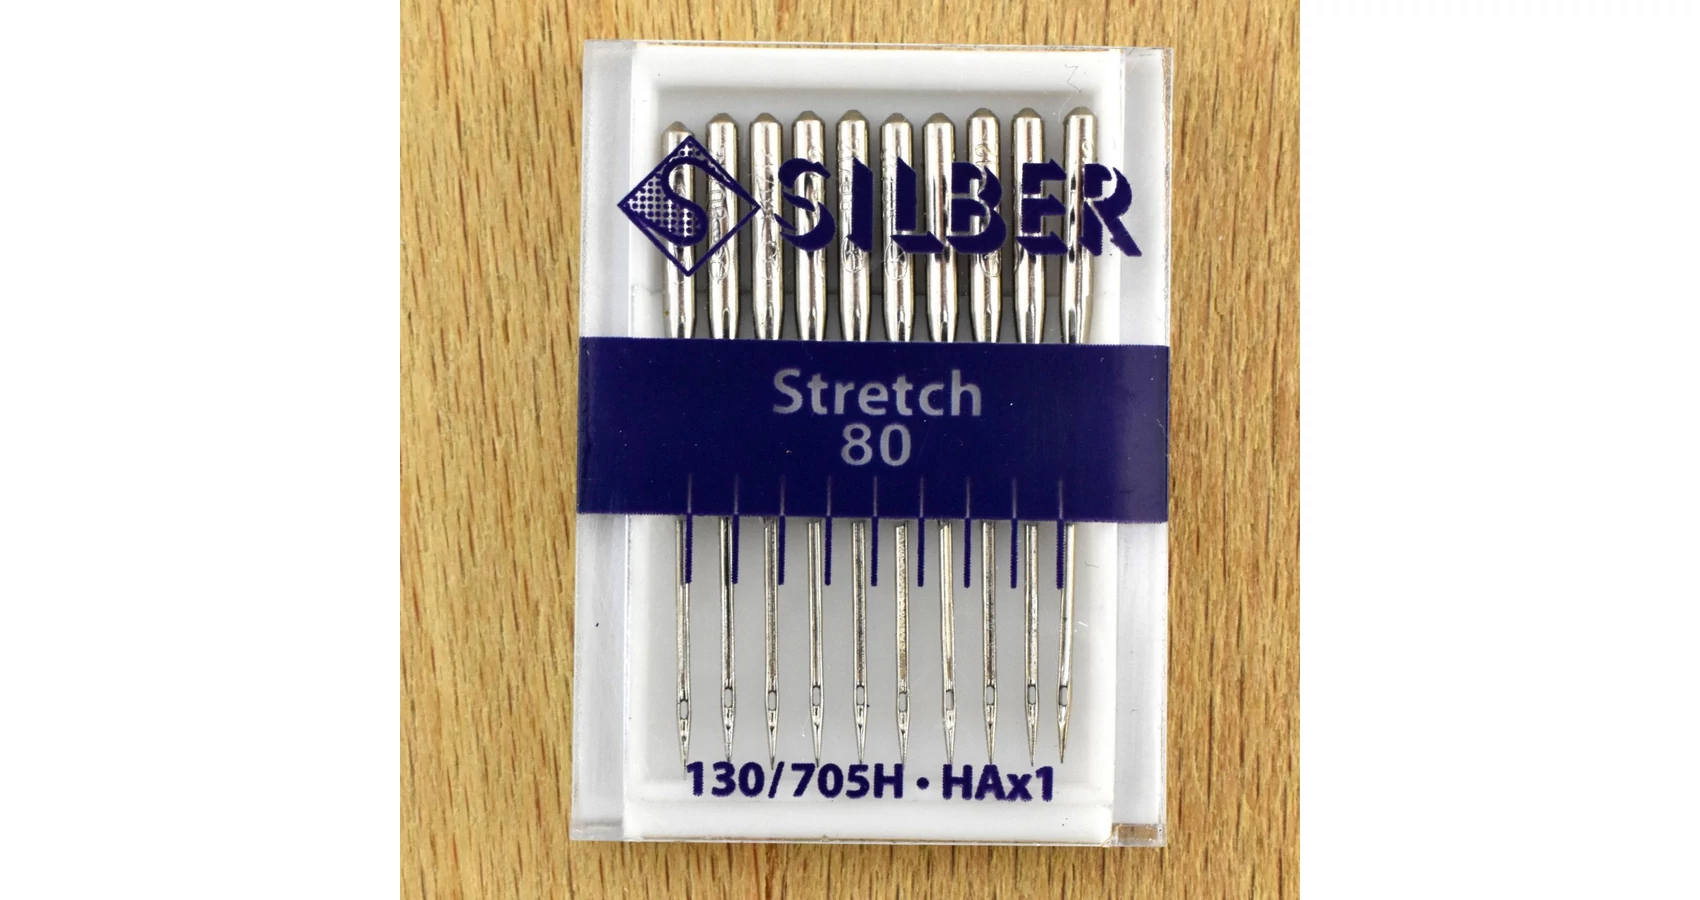 SILBER
Stretch
80
130/705H • HAx1